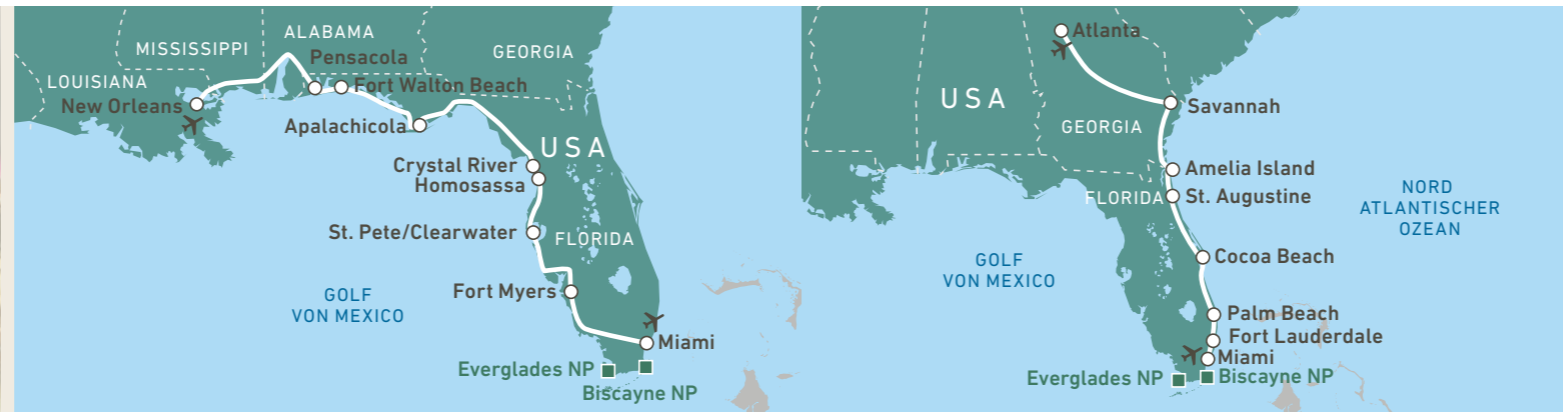 ALABAMA
MISSISSIPPI
GEORGIA
Pensacola
LOUISIANA
Fort Walton Beach
New Orleans
Apalachicola
USA
Crystal River
Homosassa
St. Pete/Clearwater
FLORIDA
Fort Myers
GOLF
VON MEXICO
Miami
Everglades NP
Biscayne NP
Atlanta
USA
Savannah
GEORGIA
Amelia Island
FLORIDA
St. Augustine
NORD
ATLANTISCHER
OZEAN
Cocoa Beach
GOLF
VON MEXICO
Palm Beach
Fort Lauderdale
Miami
Everglades NP
Biscayne NP